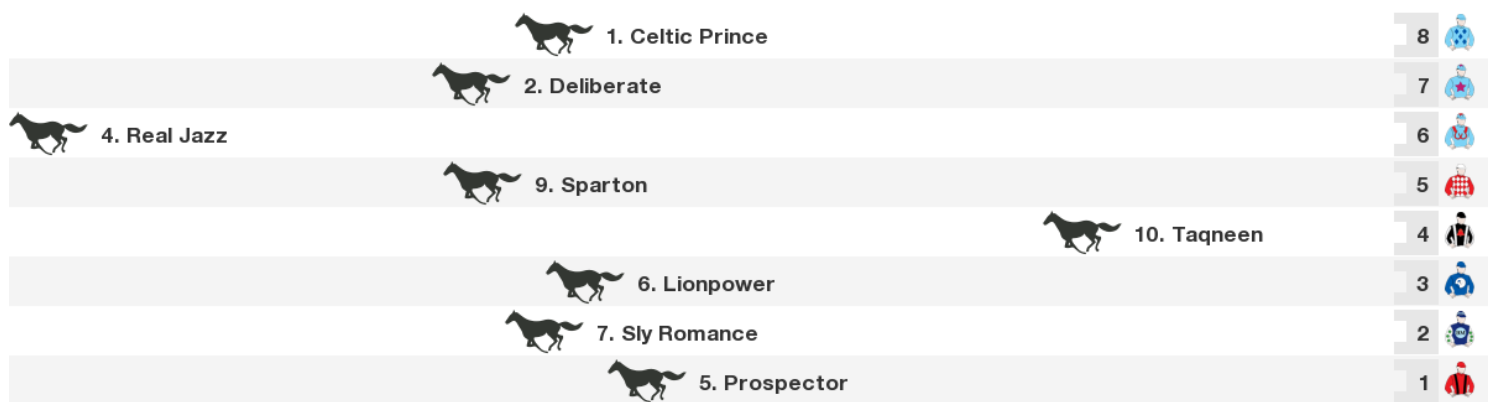 1. Celtic Prince 8
2. Deliberate 7
4. Real Jazz 6
9. Sparton 5
10. Taqneen 4
6. Lionpower 3
7. Sly Romance 2
5. Prospector 1